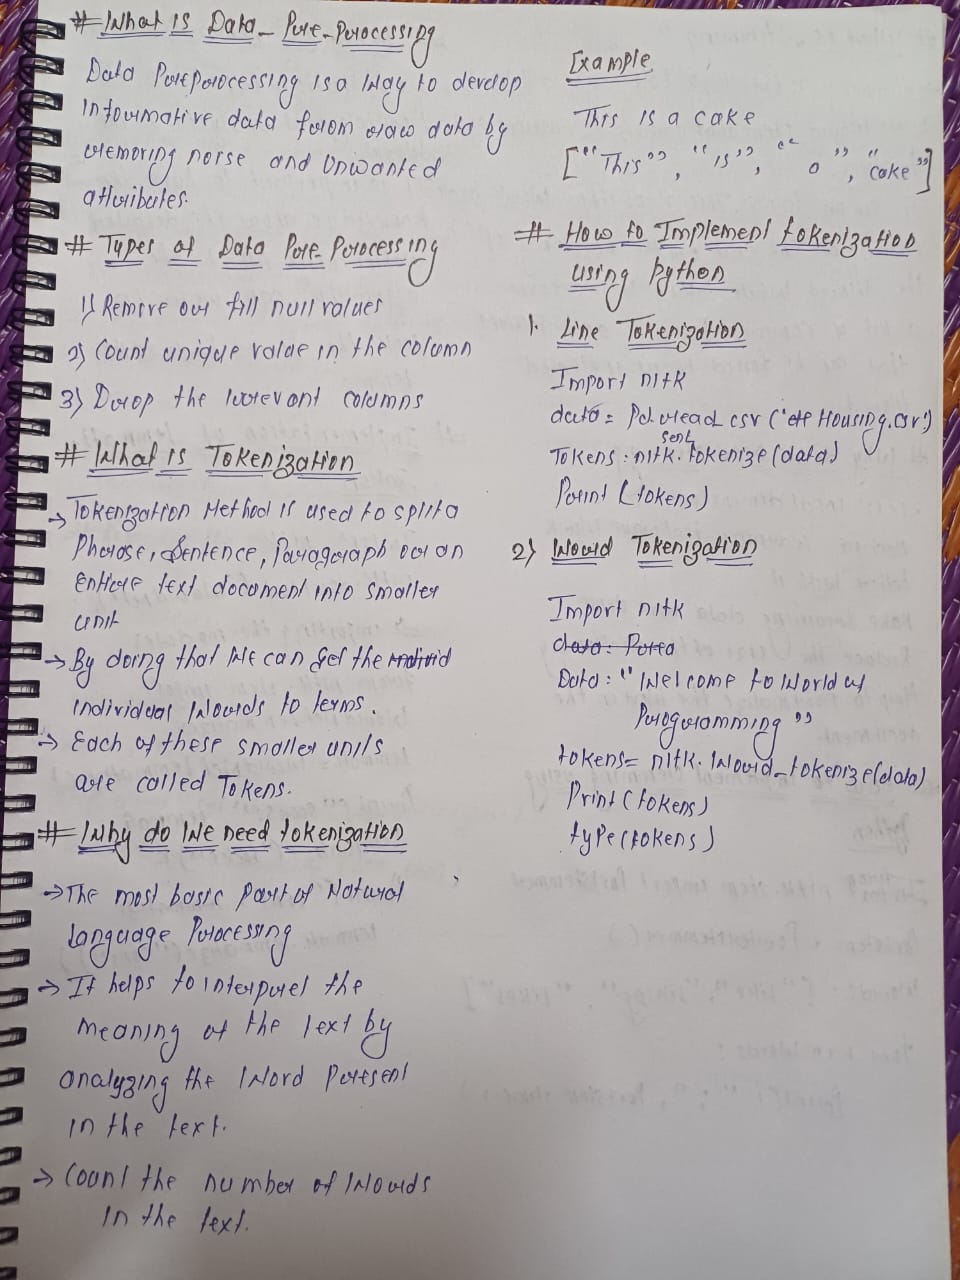 # What is Data_ Pre-Processing
Data Preprocessing is a way to develop
informative data from raw data by
removing noise and Unwanted
attributes.
# Types of Data Pre-Processing
1) Remove or fill null values
2) Count unique value in the column
3) Drop the irrelevant columns
# What is Tokenization
→ Tokenization Method is used to split a
Phrase, Sentence, Paragraph or an
Entire text document into smaller
unit
→ By doing that We can get the
individual Words to terms.
→ Each of these smaller units
are called Tokens.
# Why do We need tokenization
→ The most basic Part of Natural
Language Processing
→ It helps to interpret the
meaning of the text by
analyzing the Word Present
in the text.
→ Count the number of Words
in the text.
Example
This is a cake
["This", "is", "a", "cake"]
# How to Implement tokenization
using Python
1. Line Tokenization
Import nltk
data = Pd.read csv (" Housing.csv")
Tokens : nltk. sent tokenize (data)
Print (tokens)
2) Word Tokenization
Import nltk
Data : "Welcome to World of
Programming"
tokens = nltk. Word_tokenize(data)
Print (tokens)
type (tokens)